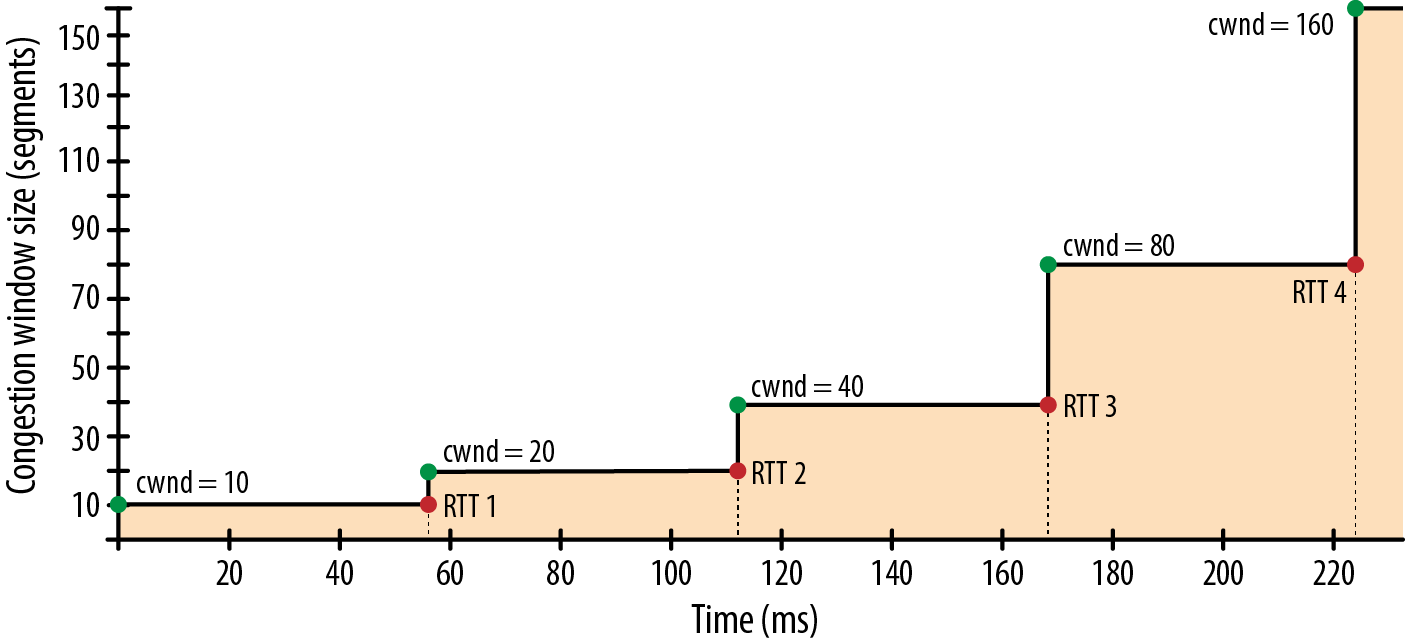 Congestion window size (segments)
150
130
110
90
70
50
30
10
cwnd = 160
cwnd = 80
RTT 4
cwnd = 40
RTT 3
cwnd = 20
RTT 2
cwnd = 10
RTT 1
20 40 60 80 100 120 140 160 180 200 220
Time (ms)